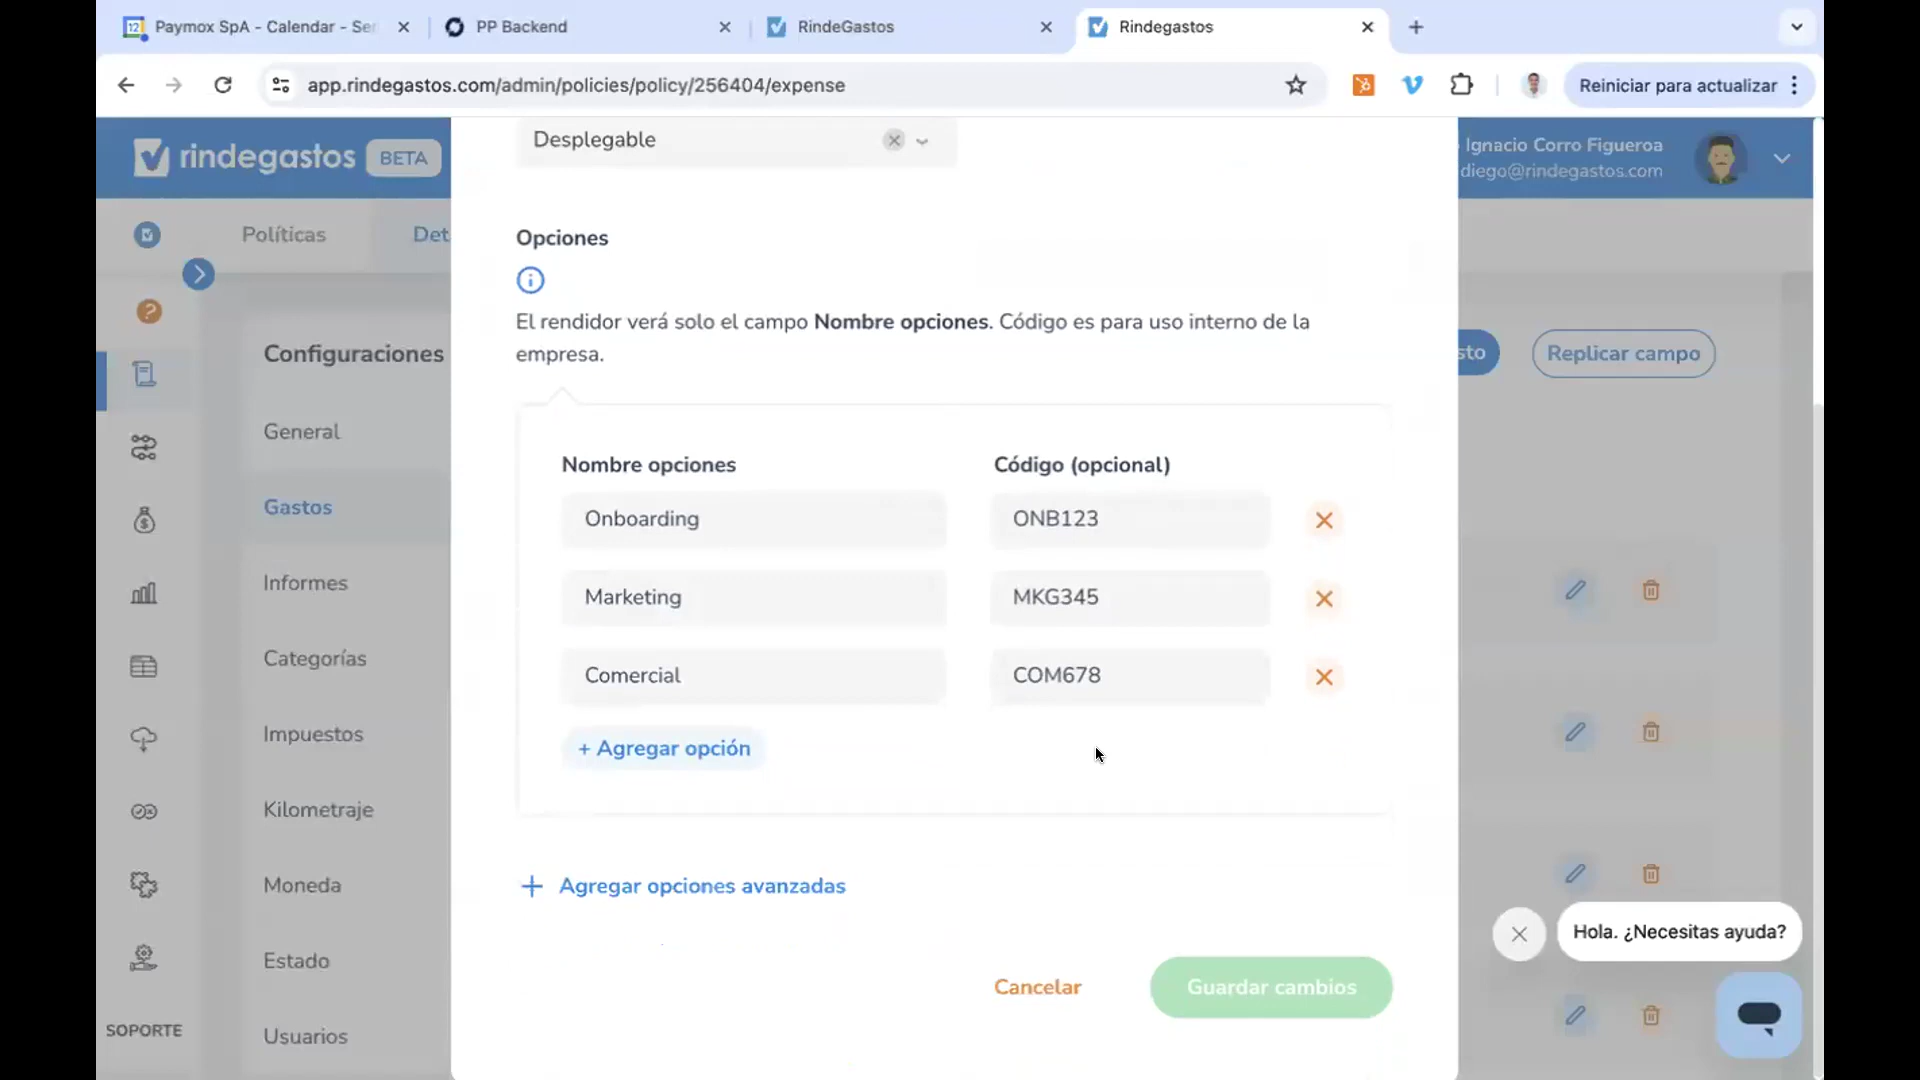 Paymox SpA - Calendar - Ser
PP Backend
RindeGastos
Rindegastos
app.rindegastos.com/admin/policies/policy/256404/expense
Reiniciar para actualizar
rindegastos BETA
Ignacio Corro Figueroa
diego@rindegastos.com
Políticas
Det
Desplegable
Opciones
El rendidor verá solo el campo Nombre opciones. Código es para uso interno de la
empresa.
sto
Replicar campo
Configuraciones
General
Gastos
Informes
Categorías
Impuestos
Kilometraje
Moneda
Estado
Usuarios
SOPORTE
Nombre opciones
Código (opcional)
Onboarding
ONB123
Marketing
MKG345
Comercial
COM678
+ Agregar opción
+ Agregar opciones avanzadas
Cancelar
Guardar cambios
Hola. ¿Necesitas ayuda?